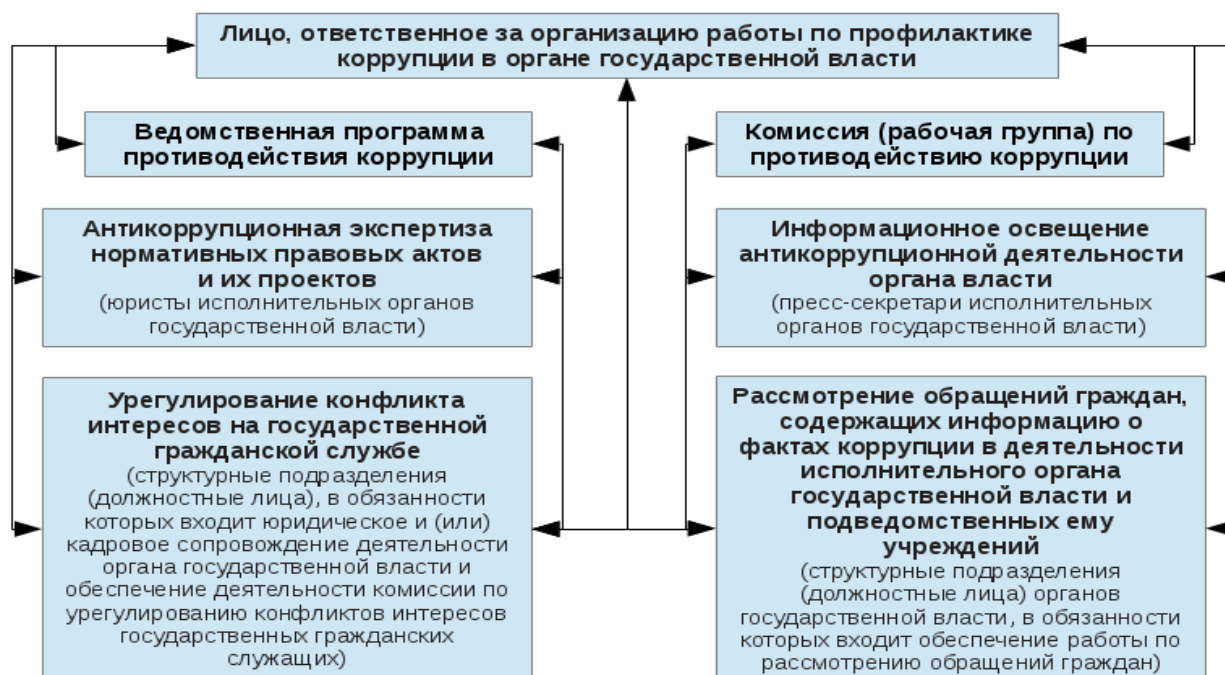 Лицо, ответственное за организацию работы по профилактике
коррупции в органе государственной власти
Ведомственная программа
противодействия коррупции
Комиссия (рабочая группа) по
противодействию коррупции
Антикоррупционная экспертиза
нормативных правовых актов
и их проектов
(юристы исполнительных органов
государственной власти)
Информационное освещение
антикоррупционной деятельности
органа власти
(пресс-секретари исполнительных
органов государственной власти)
Урегулирование конфликта
интересов на государственной
гражданской службе
(структурные подразделения
(должностные лица), в обязанности
которых входит юридическое и (или)
кадровое сопровождение деятельности
органа государственной власти и
обеспечение деятельности комиссии по
урегулированию конфликтов интересов
государственных гражданских
служащих)
Рассмотрение обращений граждан,
содержащих информацию о
фактах коррупции в деятельности
исполнительного органа
государственной власти и
подведомственных ему
учреждений
(структурные подразделения
(должностные лица) органов
государственной власти, в обязанности
которых входит обеспечение работы по
рассмотрению обращений граждан)